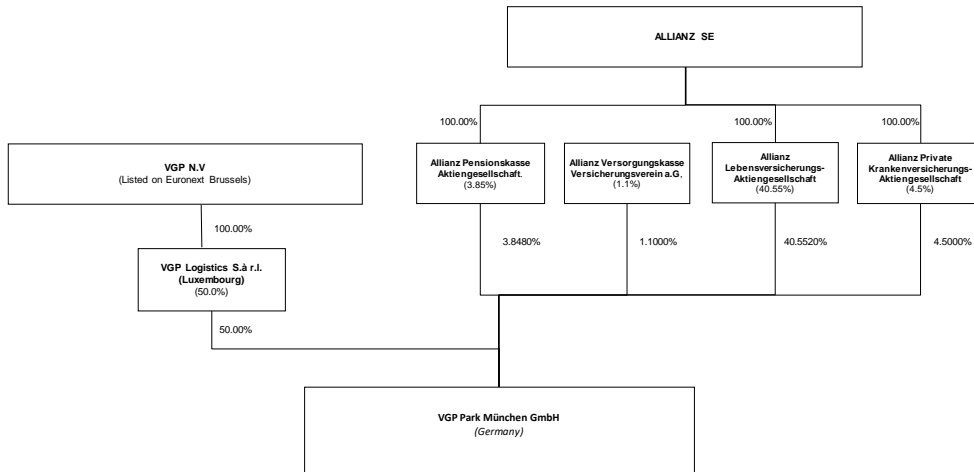 ALLIANZ SE
100.00%
100.00%
100.00%
VGP N.V
(Listed on Euronext Brussels)
Allianz Pensionskasse
Aktiengesellschaft.
(3.85%)
Allianz Versorgungskasse
Versicherungsverein a.G,
(1.1%)
Allianz
Lebensversicherungs-
Aktiengesellschaft
(40.55%)
Allianz Private
Krankenversicherungs-
Aktiengesellschaft
(4.5%)
100.00%
3.8480%
1.1000%
40.5520%
4.5000%
VGP Logistics S.à r.l.
(Luxembourg)
(50.0%)
50.00%
VGP Park München GmbH
(Germany)